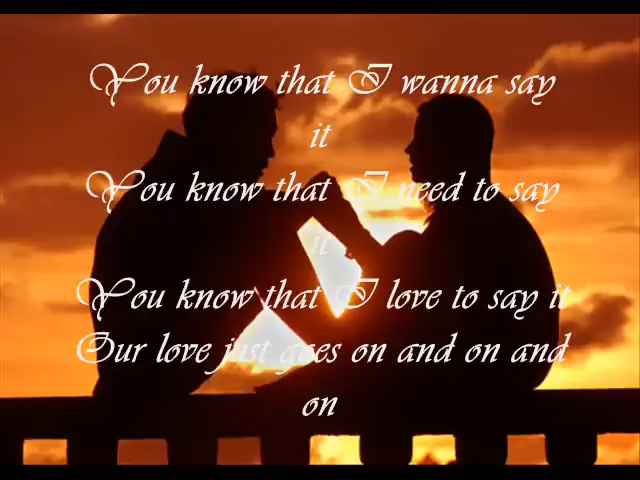 You know that I wanna say
it
You know that I need to say
it
You know that I love to say it
Our love just goes on and on and
on